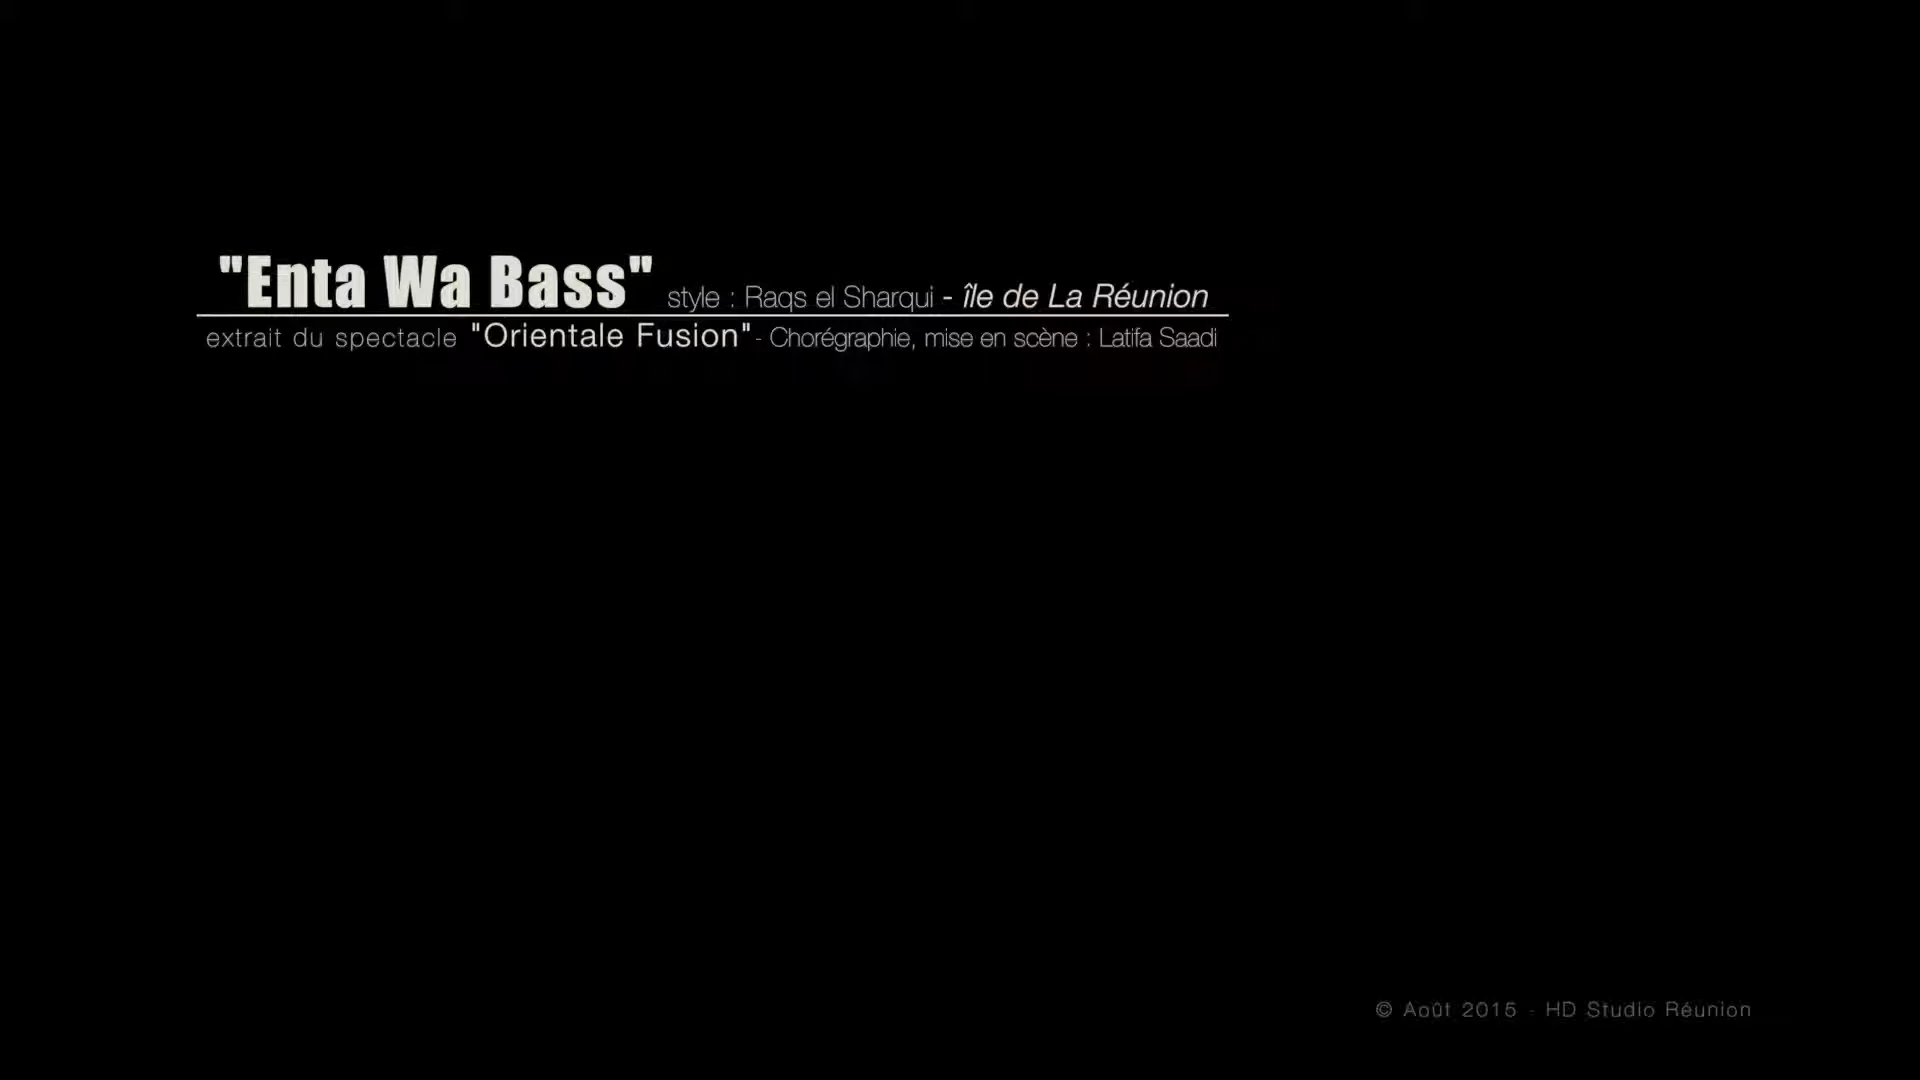 "Enta Wa Bass" style : Raqs el Sharqui - île de La Réunion
extrait du spectacle "Orientale Fusion" - Chorégraphie, mise en scène : Latifa Saadi
© Août 2015 - HD Studio Réunion